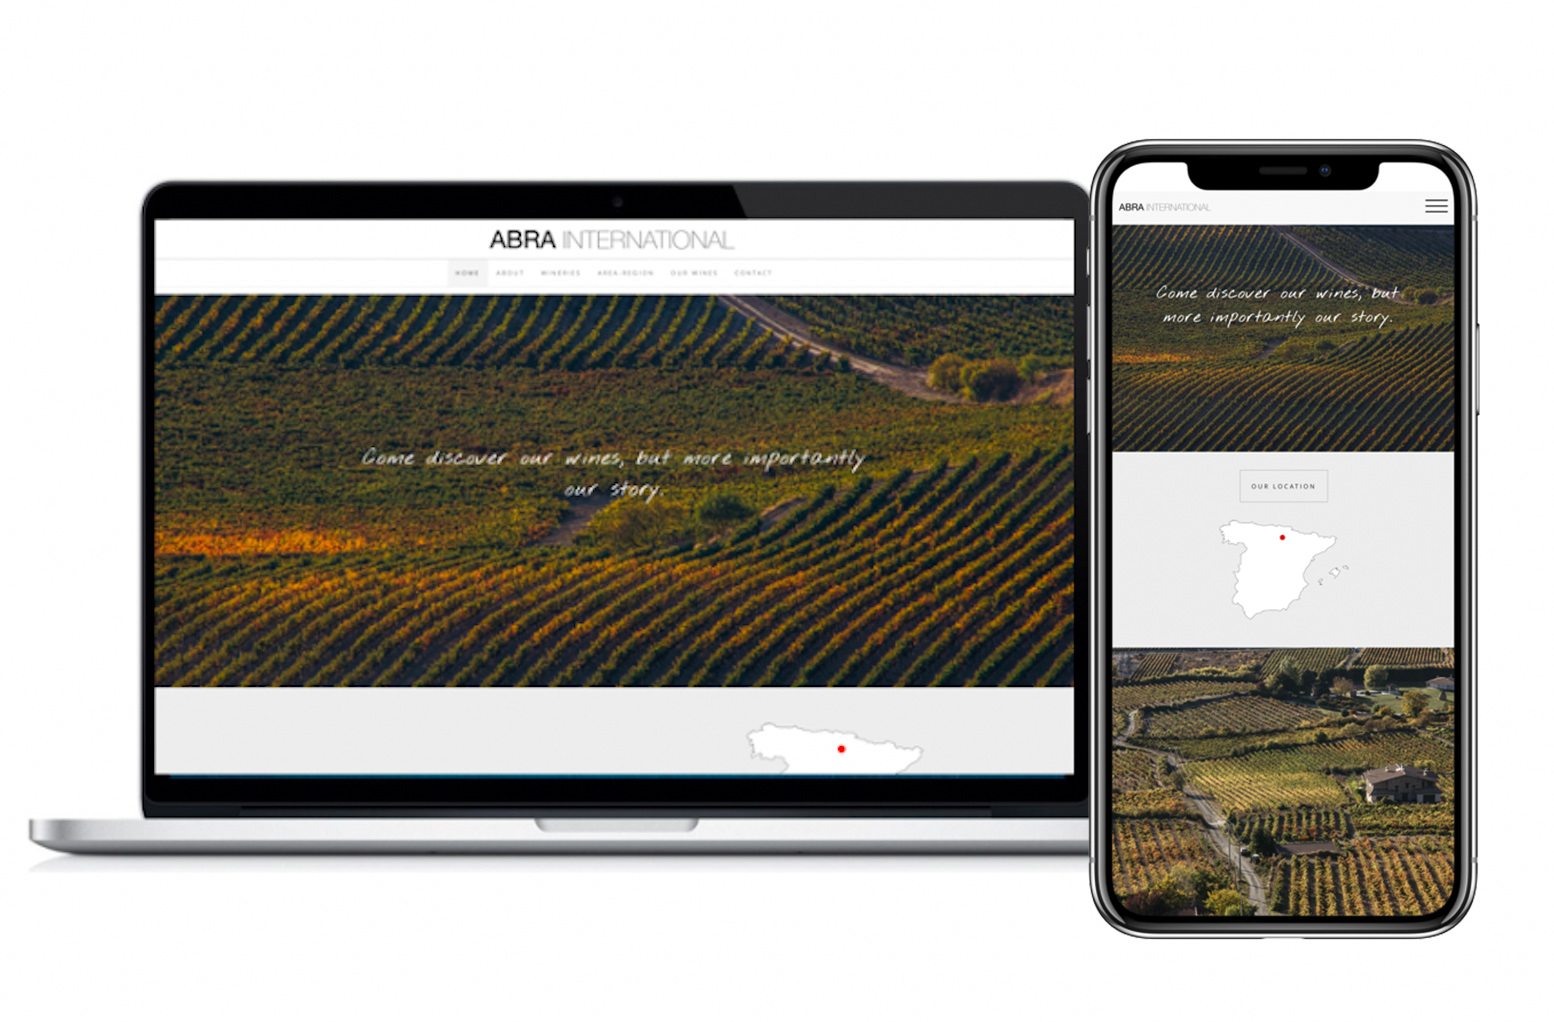 ABRA INTERNATIONAL
HOME ABOUT WINERIES AREA-REGION OUR WINES CONTACT
Come discover our wines, but more importantly
our story.
ABRA INTERNATIONAL
Come discover our wines, but
more importantly our story.
OUR LOCATION